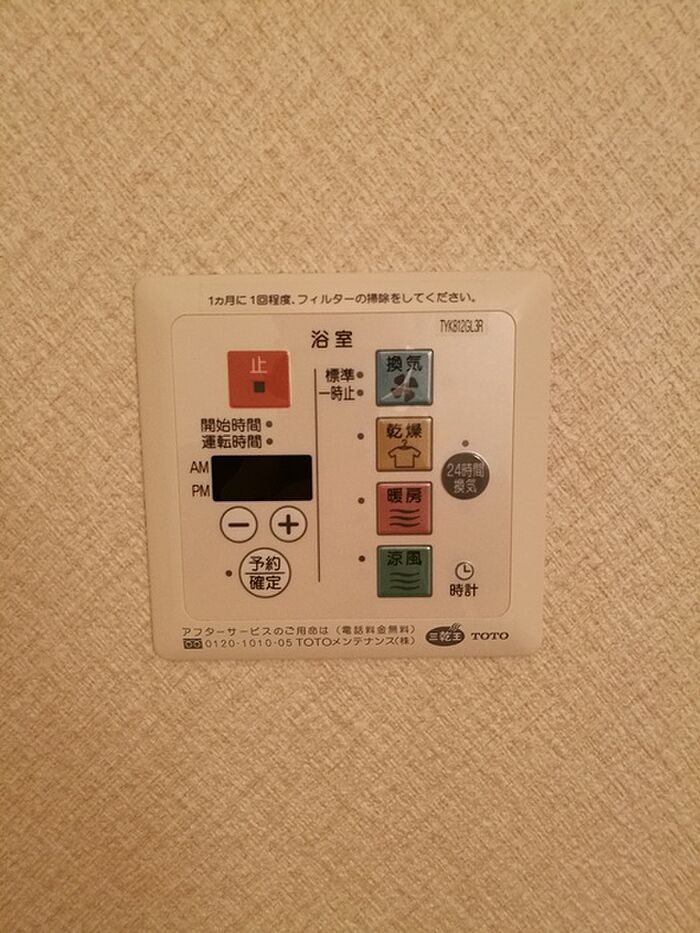 1カ月に1回程度、フィルターの掃除をしてください。
浴室
TYK812GL3R
止
換気
標準
一時止
開始時間
運転時間
乾燥
AM
PM
24時間
換気
暖房
予約
確定
涼風
時計
アフターサービスのご用命は（電話料金無料）
0120-1010-05 TOTOメンテナンス(株)
三乾王 TOTO